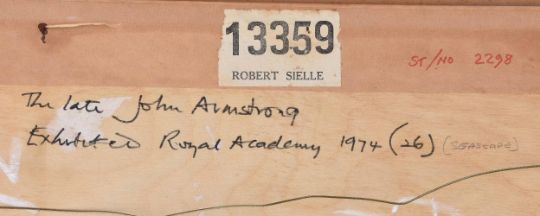 13359
ROBERT SIELLE
ST/NO 2298
The late John Armstrong
Exhibited Royal Academy 1974 (26) (SEASCAPE)